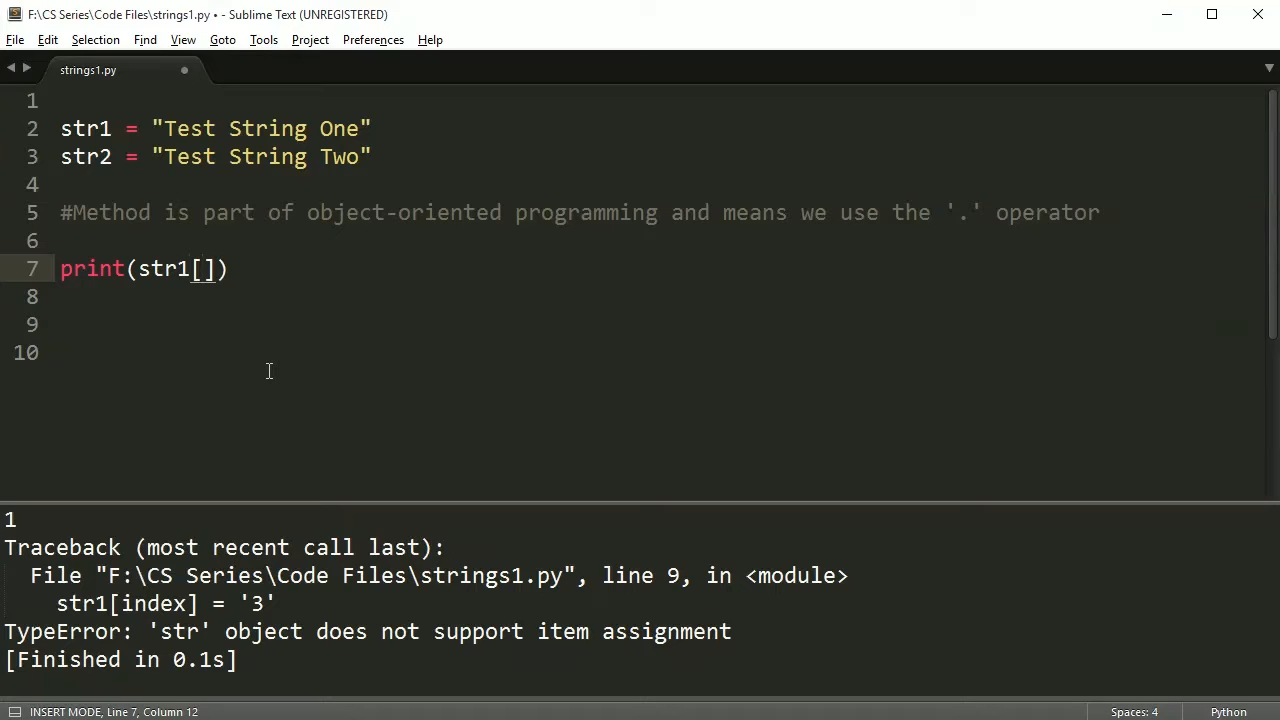 F:\CS Series\Code Files\strings1.py • - Sublime Text (UNREGISTERED)
File Edit Selection Find View Goto Tools Project Preferences Help
strings1.py
1
2 str1 = "Test String One"
3 str2 = "Test String Two"
4
5 #Method is part of object-oriented programming and means we use the '.' operator
6
7 print(str1[])
8
9
10
1
Traceback (most recent call last):
  File "F:\CS Series\Code Files\strings1.py", line 9, in <module>
    str1[index] = '3'
TypeError: 'str' object does not support item assignment
[Finished in 0.1s]
INSERT MODE, Line 7, Column 12 Spaces: 4 Python